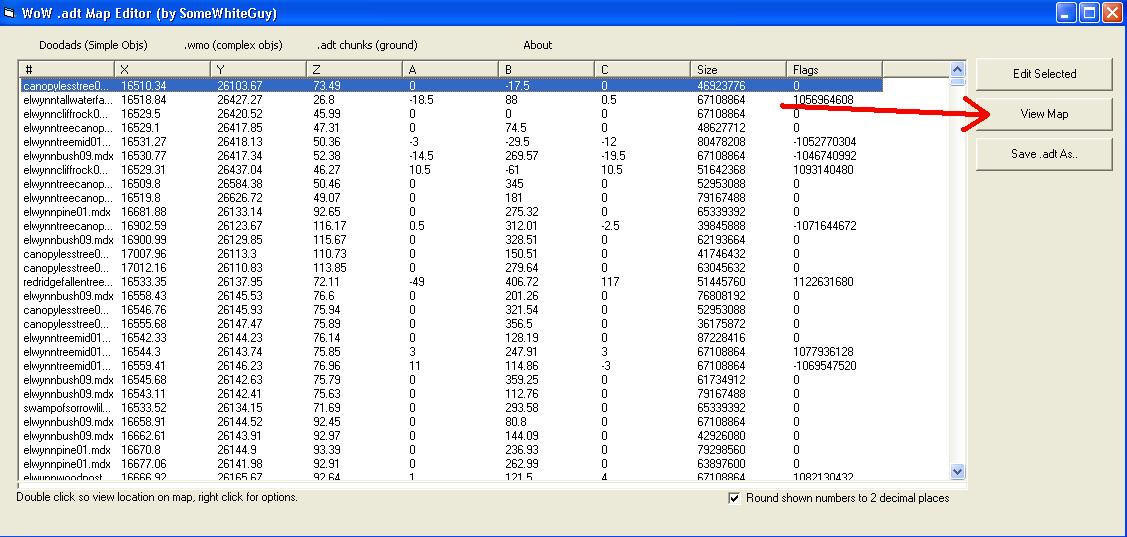 WoW .adt Map Editor (by SomeWhiteGuy)
Doodads (Simple Objs) .wmo (complex objs) .adt chunks (ground) About
# X Y Z A B C Size Flags
canopylesstree0... 16510.34 26103.67 73.49 0 -17.5 0 46923776 0
elwynntallwaterfa... 16518.84 26427.27 26.8 -18.5 88 0.5 67108864 1056964608
elwynncliffrock0... 16529.5 26420.52 45.99 0 0 0 67108864 0
elwynntreecanop... 16529.1 26417.85 47.31 0 74.5 0 48627712 0
elwynntreemid01... 16531.27 26418.13 50.36 -3 -29.5 -12 80478208 -1052770304
elwynnbush09.mdx 16530.77 26417.34 52.38 -14.5 269.57 -19.5 67108864 -1046740992
elwynncliffrock0... 16529.31 26437.04 46.27 10.5 -61 10.5 51642368 1093140480
elwynntreecanop... 16509.8 26584.38 50.46 0 345 0 52953088 0
elwynntreecanop... 16519.8 26626.72 49.07 0 181 0 79167488 0
elwynnpine01.mdx 16681.88 26133.14 92.65 0 275.32 0 65339392 0
elwynntreecanop... 16902.59 26123.67 116.17 0.5 312.01 -2.5 39845888 -1071644672
elwynnbush09.mdx 16900.99 26129.85 115.67 0 328.51 0 62193664 0
canopylesstree0... 17007.96 26113.3 110.73 0 150.51 0 41746432 0
canopylesstree0... 17012.16 26110.83 113.85 0 279.64 0 63045632 0
redridgefallentree... 16533.35 26137.95 72.11 -49 406.72 117 51445760 1122631680
elwynnbush09.mdx 16558.43 26145.53 76.6 0 201.26 0 76808192 0
canopylesstree0... 16546.76 26145.93 75.94 0 321.54 0 52953088 0
canopylesstree0... 16555.68 26147.47 75.89 0 356.5 0 36175872 0
elwynntreemid01... 16542.33 26144.23 76.14 0 128.19 0 87228416 0
elwynntreemid01... 16544.3 26143.74 75.85 3 247.91 3 67108864 1077936128
elwynntreemid01... 16559.41 26146.23 76.96 11 114.86 -3 67108864 -1069547520
elwynnbush09.mdx 16545.68 26142.63 75.79 0 359.25 0 61734912 0
elwynnbush09.mdx 16543.11 26142.41 75.63 0 112.76 0 79167488 0
swampofsorrowlil... 16533.52 26134.15 71.69 0 293.58 0 65339392 0
elwynnbush09.mdx 16658.91 26144.52 92.45 0 80.8 0 67108864 0
elwynnbush09.mdx 16662.61 26143.91 92.97 0 144.09 0 42926080 0
elwynnpine01.mdx 16670.8 26144.9 93.39 0 236.93 0 79298560 0
elwynnpine01.mdx 16677.06 26141.98 92.91 0 262.99 0 63897600 0
elwynnwoodpost... 16666.92 26165.67 92.64 1 121.5 4 67108864 1082130432
Edit Selected
View Map
Save .adt As..
Double click so view location on map, right click for options.
Round shown numbers to 2 decimal places